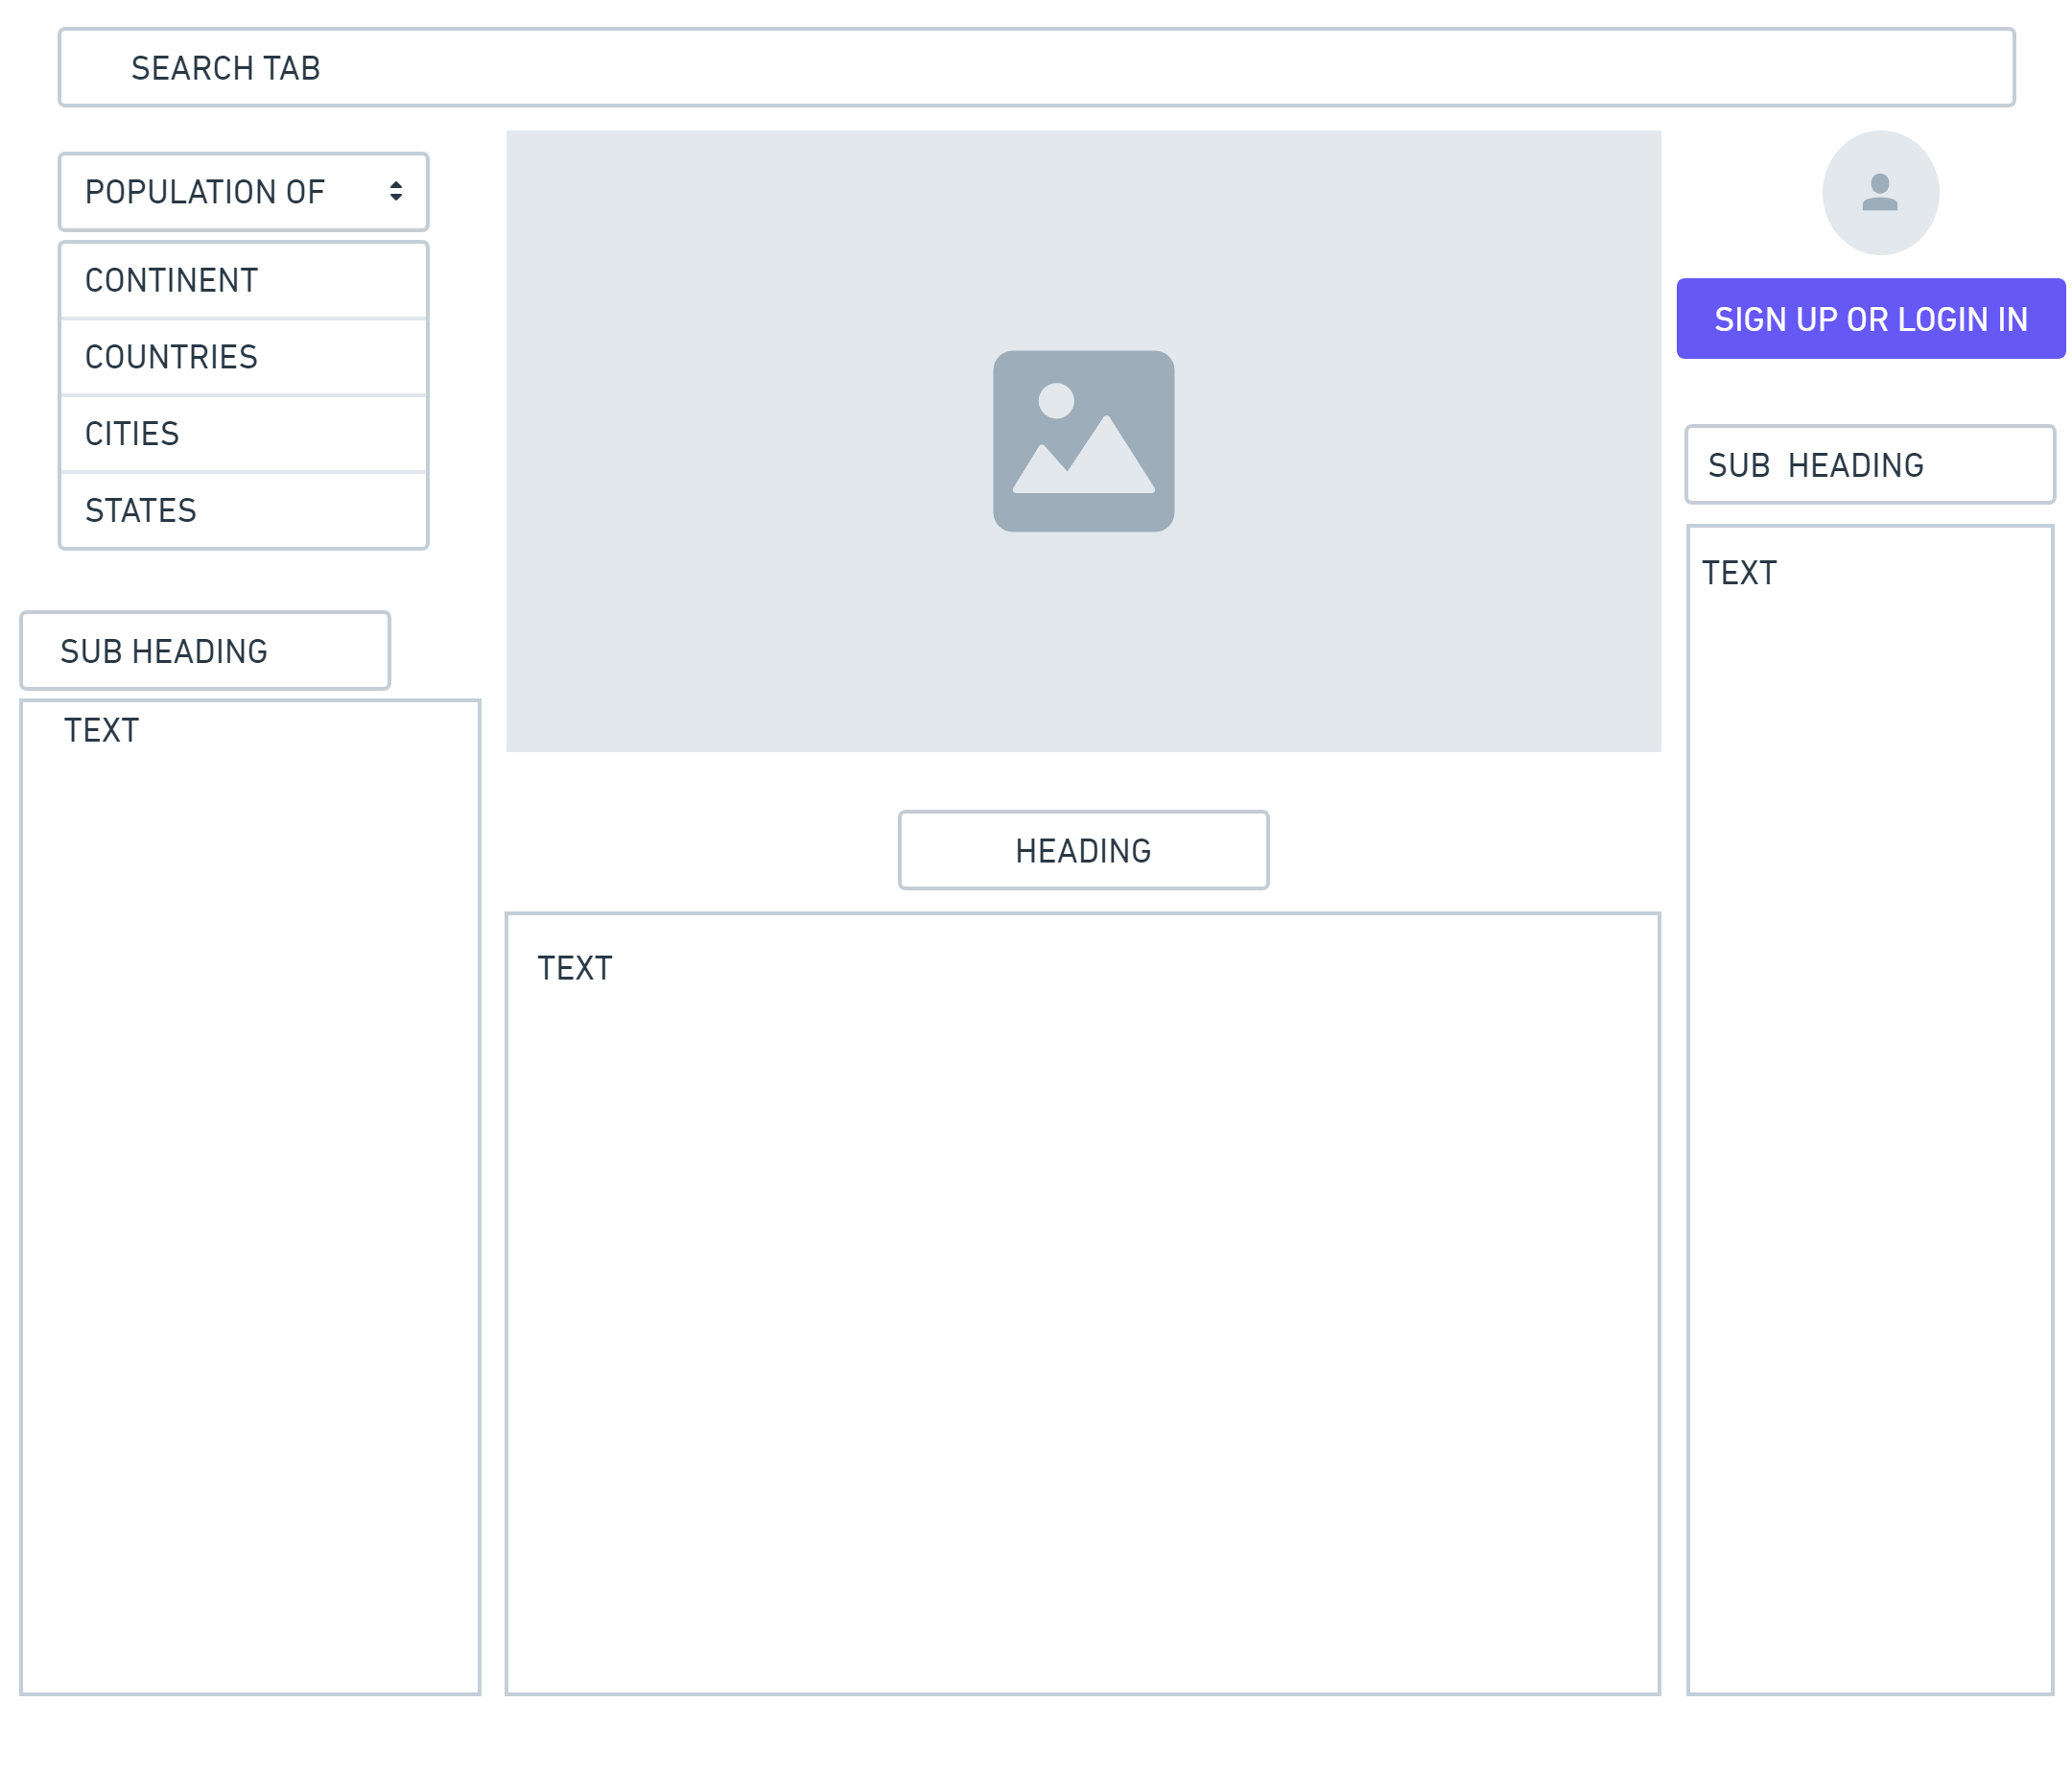 SEARCH TAB
POPULATION OF
CONTINENT
COUNTRIES
CITIES
STATES
SUB HEADING
TEXT
HEADING
TEXT
SIGN UP OR LOGIN IN
SUB  HEADING
TEXT